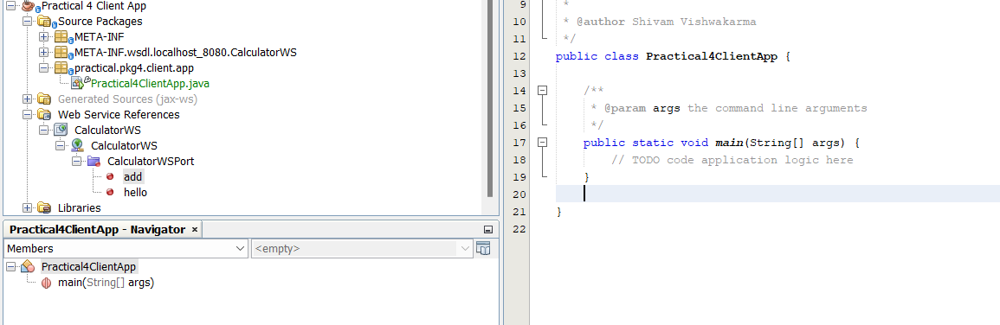 Practical 4 Client App
Source Packages
META-INF
META-INF.wsdl.localhost_8080.CalculatorWS
practical.pkg4.client.app
Practical4ClientApp.java
Generated Sources (jax-ws)
Web Service References
CalculatorWS
CalculatorWS
CalculatorWSPort
add
hello
Libraries
Practical4ClientApp - Navigator ×
Members
<empty>
Practical4ClientApp
main(String[] args)
9 *
10 * @author Shivam Vishwakarma
11 */
12 public class Practical4ClientApp {
13
14 /**
15 * @param args the command line arguments
16 */
17 public static void main(String[] args) {
18 // TODO code application logic here
19 }
20
21 }
22